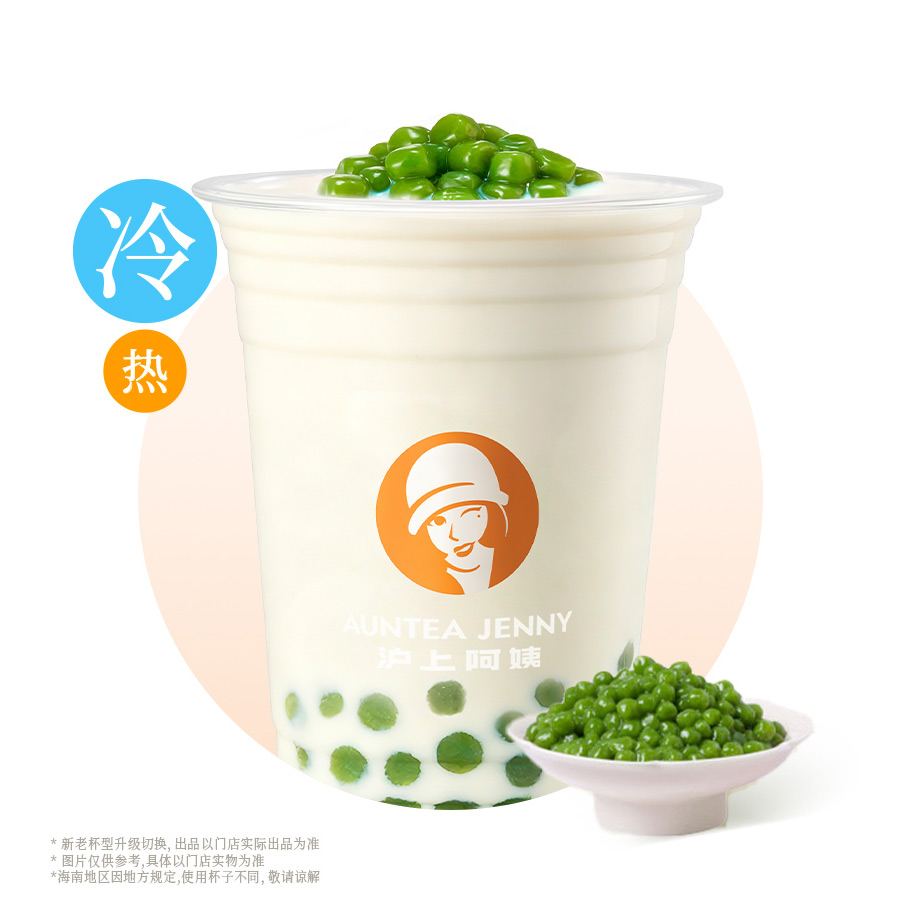 冷
热
AUNTEA JENNY
沪上阿姨
* 新老杯型升级切换, 出品以门店实际出品为准
* 图片仅供参考,具体以门店实物为准
*海南地区因地方规定,使用杯子不同, 敬请谅解